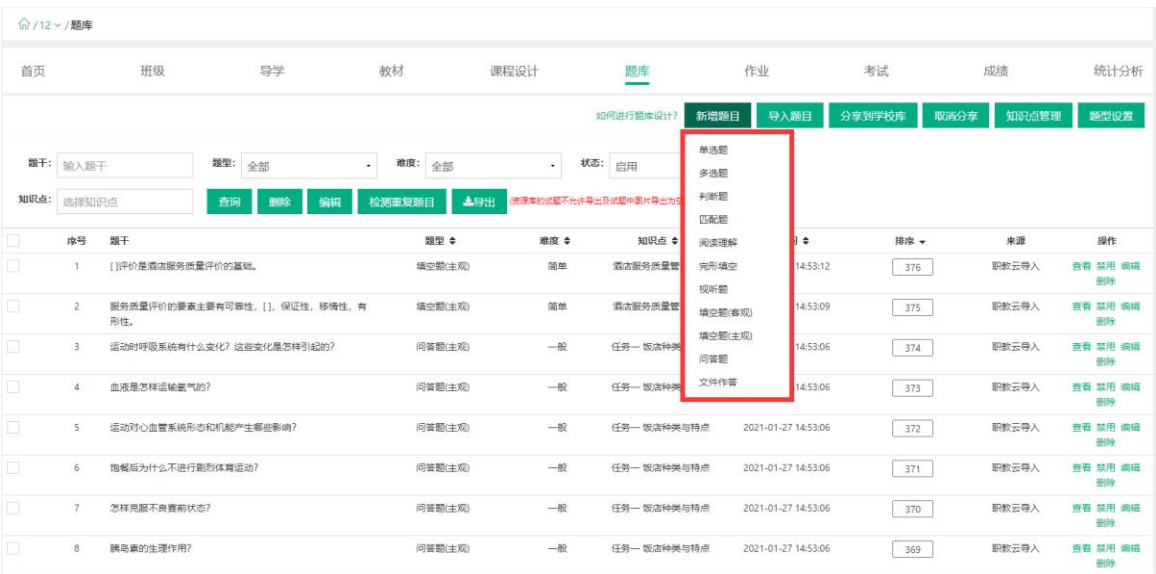 /12 / 题库
首页 班级 导学 教材 课程设计 题库 作业 考试 成绩 统计分析
如何进行题库设计? 新增题目 导入题目 分享到学校库 取消分享 知识点管理 题型设置
题干: 输入题干 题型: 全部 难度: 全部 状态: 启用
知识点: 选择知识点 查询 删除 编辑 检测重复题目 导出 (资源库的试题不允许导出及试题中图片导出为空
单选题
多选题
判断题
匹配题
阅读理解
完形填空
视听题
填空题(客观)
填空题(主观)
问答题
文件作答
序号 题干 题型 难度 知识点 排序 来源 操作
1 [ ]评价是酒店服务质量评价的基础。 填空题(主观) 简单 酒店服务质量管 14:53:12 376 职教云导入 查看 禁用 编辑
删除
2 服务质量评价的要素主要有可靠性，[ ]，保证性，移情性，有 填空题(主观) 简单 酒店服务质量管 14:53:09 375 职教云导入 查看 禁用 编辑
形性。 删除
3 运动时呼吸系统有什么变化？这些变化是怎样引起的？ 问答题(主观) 一般 任务一 饭店种类 14:53:06 374 职教云导入 查看 禁用 编辑
删除
4 血液是怎样运输氧气的？ 问答题(主观) 一般 任务一 饭店种类 14:53:06 373 职教云导入 查看 禁用 编辑
删除
5 运动对心血管系统形态和机能产生哪些影响？ 问答题(主观) 一般 任务一 饭店种类与特点 2021-01-27 14:53:06 372 职教云导入 查看 禁用 编辑
删除
6 饱餐后为什么不进行剧烈体育运动？ 问答题(主观) 一般 任务一 饭店种类与特点 2021-01-27 14:53:06 371 职教云导入 查看 禁用 编辑
删除
7 怎样克服不良赛前状态？ 问答题(主观) 一般 任务一 饭店种类与特点 2021-01-27 14:53:06 370 职教云导入 查看 禁用 编辑
删除
8 胰岛素的生理作用？ 问答题(主观) 一般 任务一 饭店种类与特点 2021-01-27 14:53:06 369 职教云导入 查看 禁用 编辑
删除